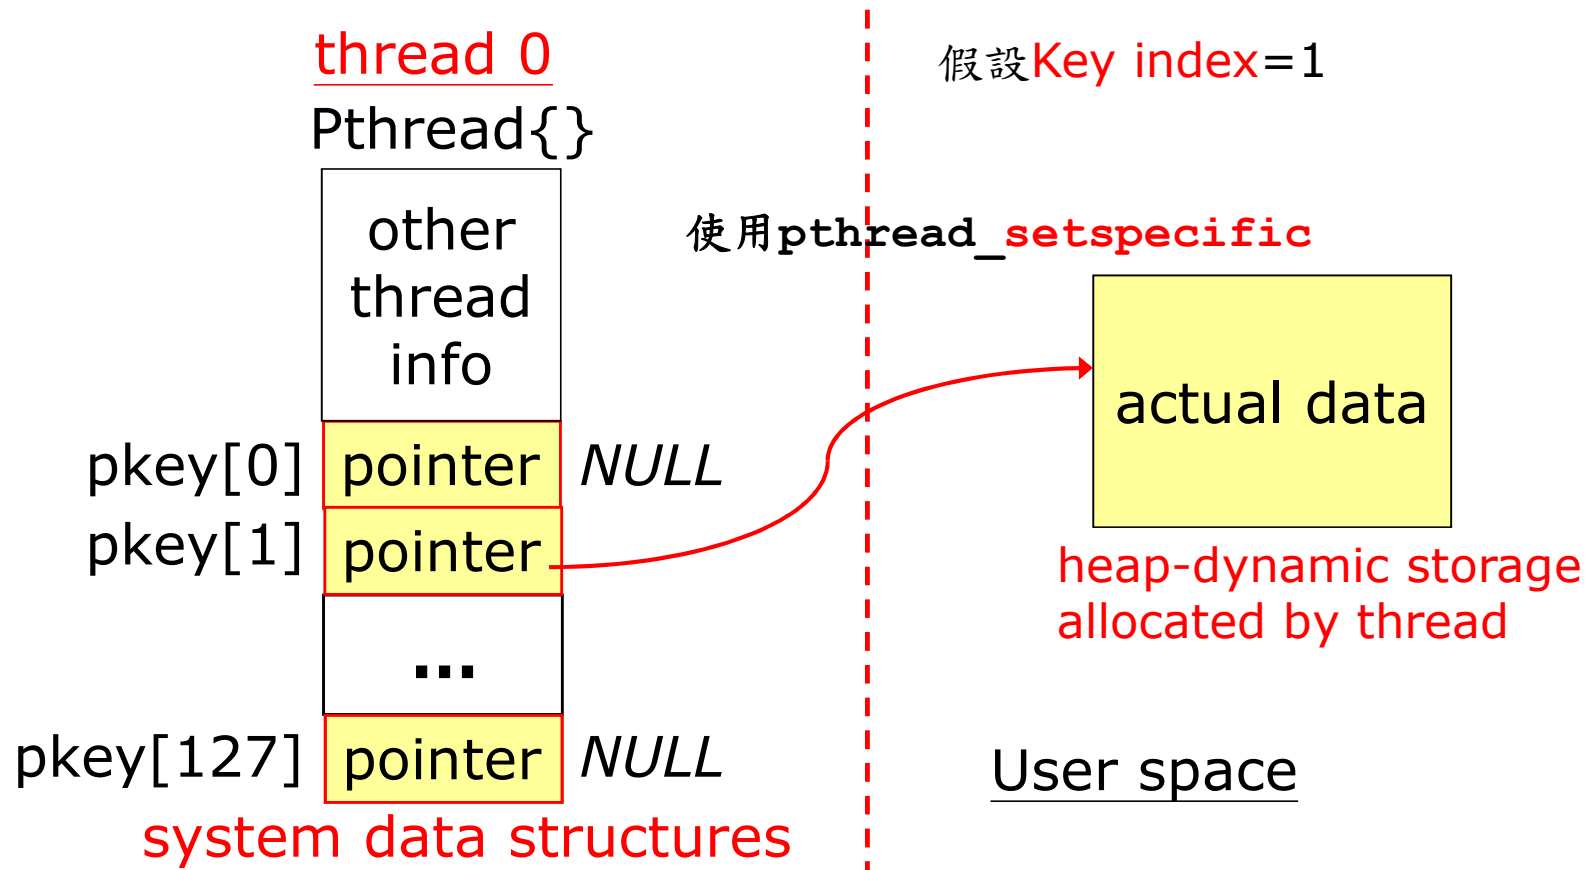 thread 0
Pthread{}
other
thread
info
pkey[0] pointer NULL
pkey[1] pointer
...
pkey[127] pointer NULL
system data structures
假設Key index=1
使用pthread_setspecific
actual data
heap-dynamic storage
allocated by thread
User space